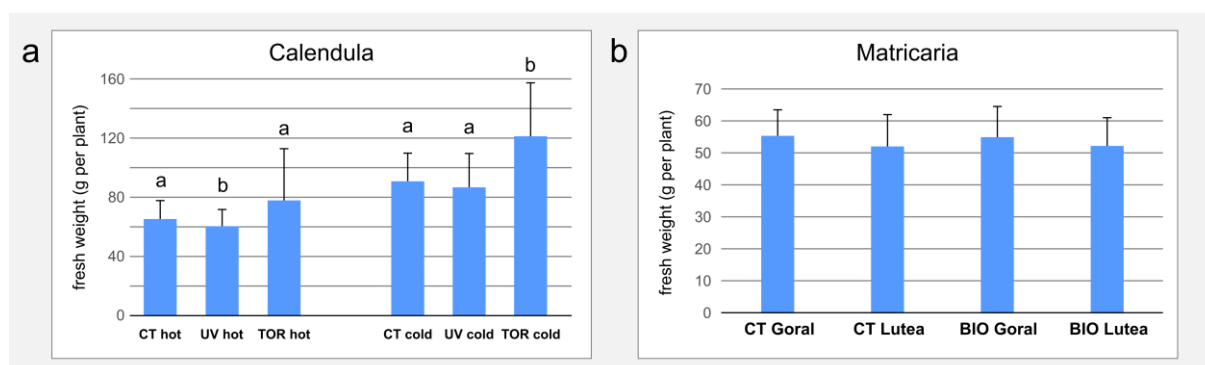 a
Calendula
fresh weight (g per plant)
160
120
80
40
0
a
b
a
a
a
b
CT hot
UV hot
TOR hot
CT cold
UV cold
TOR cold
b
Matricaria
fresh weight (g per plant)
70
60
50
40
30
20
10
0
CT Goral
CT Lutea
BIO Goral
BIO Lutea